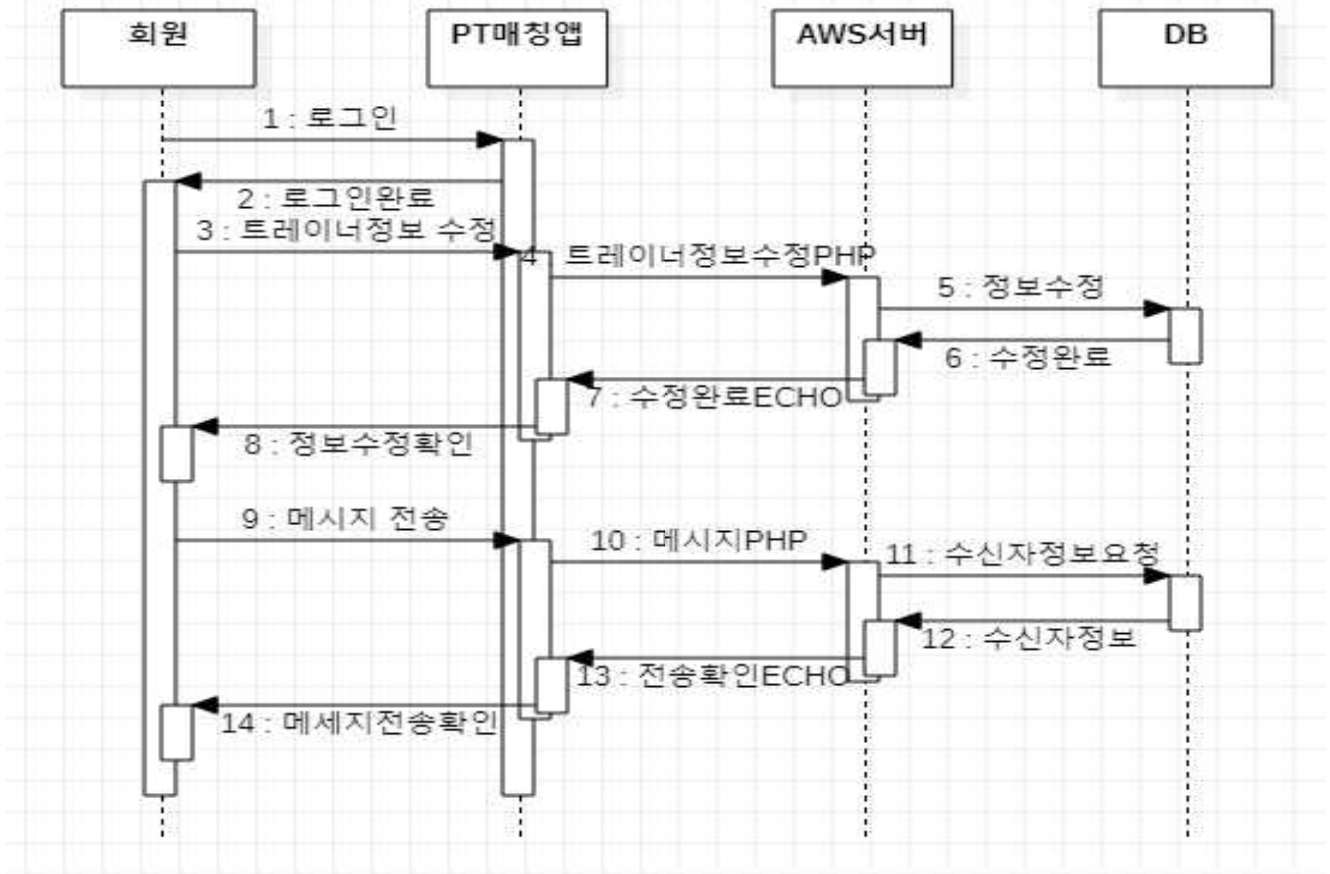 회원
PT매칭앱
AWS서버
DB
1 : 로그인
2 : 로그인완료
3 : 트레이너정보 수정
4 : 트레이너정보수정PHP
5 : 정보수정
6 : 수정완료
7 : 수정완료ECHO
8 : 정보수정확인
9 : 메시지 전송
10 : 메시지PHP
11 : 수신자정보요청
12 : 수신자정보
13 : 전송확인ECHO
14 : 메세지전송확인